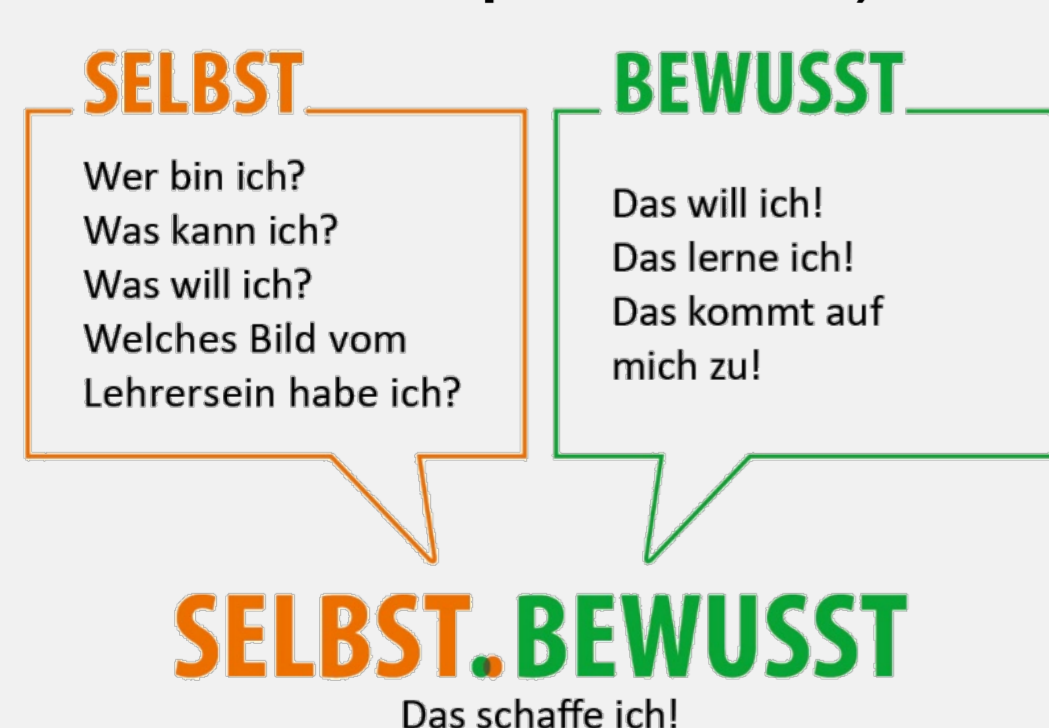 SELBST
Wer bin ich?
Was kann ich?
Was will ich?
Welches Bild vom
Lehrersein habe ich?
BEWUSST
Das will ich!
Das lerne ich!
Das kommt auf
mich zu!
SELBST.BEWUSST
Das schaffe ich!